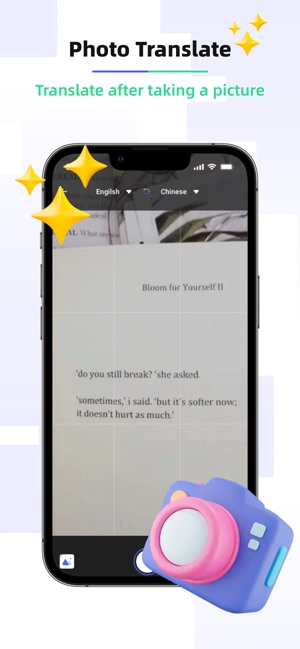 Photo Translate
Translate after taking a picture
English ▼ Chinese ▼
AL. What
Bloom for Yourself II
'do you still break? 'she asked.
'sometimes,' i said. 'but it's softer now;
it doesn't hurt as much.'